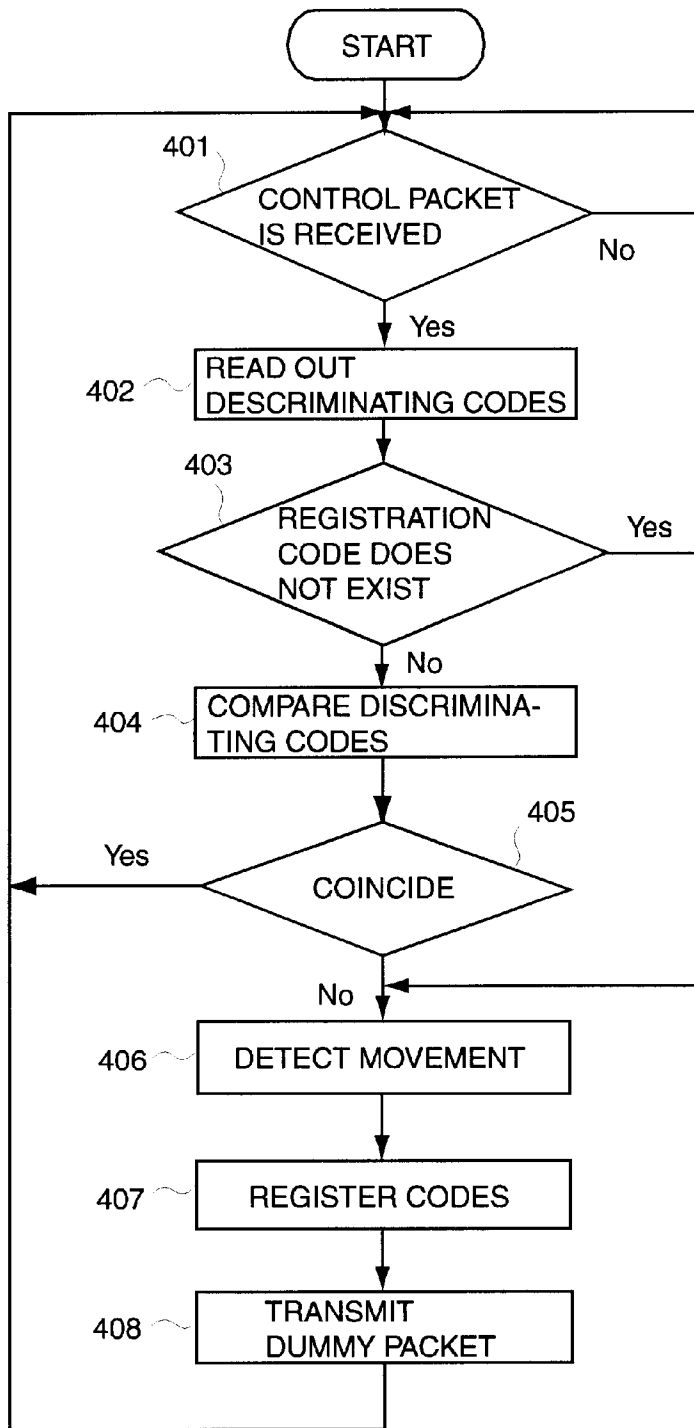 START
401
CONTROL PACKET
IS RECEIVED
No
Yes
READ OUT
402
DESCRIMINATING CODES
403
REGISTRATION
CODE DOES
NOT EXIST
Yes
No
COMPARE DISCRIMINA-
404
TING CODES
405
Yes
COINCIDE
No
406
DETECT MOVEMENT
407
REGISTER CODES
TRANSMIT
408
DUMMY PACKET